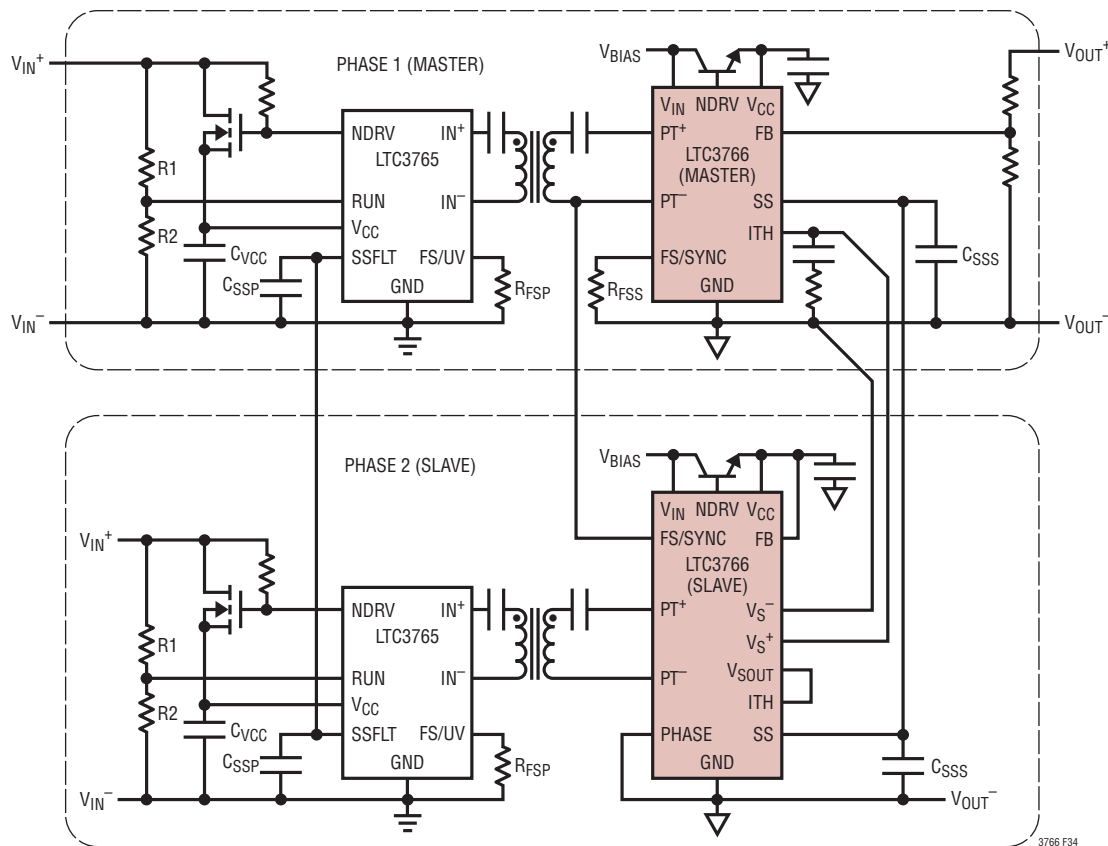 PHASE 1 (MASTER)
VIN+
VIN−
R1
R2
CVCC
CSSP
NDRV
IN+
LTC3765
IN−
RUN
VCC
SSFLT
FS/UV
GND
RFSP
VBIAS
VIN
NDRV
VCC
PT+
FB
LTC3766
(MASTER)
PT−
SS
ITH
FS/SYNC
GND
RFSS
CSSS
VOUT+
VOUT−
PHASE 2 (SLAVE)
VIN+
VIN−
R1
R2
CVCC
CSSP
NDRV
IN+
LTC3765
IN−
RUN
VCC
SSFLT
FS/UV
GND
RFSP
VBIAS
VIN
NDRV
VCC
FS/SYNC
FB
LTC3766
(SLAVE)
PT+
VS−
VS+
VSOUT
PT−
ITH
PHASE
SS
GND
CSSS
VOUT−
3766 F34